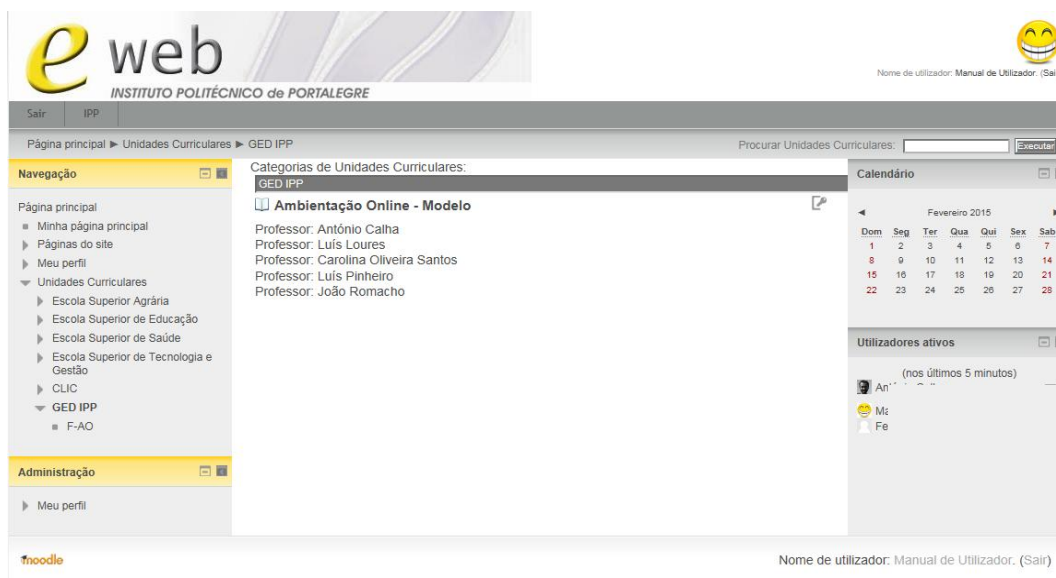 e web
INSTITUTO POLITÉCNICO de PORTALEGRE
Nome de utilizador: Manual de Utilizador. (Sai
Sair IPP
Página principal ► Unidades Curriculares ► GED IPP
Procurar Unidades Curriculares: Executar
Navegação
Página principal
Minha página principal
Páginas do site
Meu perfil
Unidades Curriculares
Escola Superior Agrária
Escola Superior de Educação
Escola Superior de Saúde
Escola Superior de Tecnologia e
Gestão
CLIC
GED IPP
F-AO
Administração
Meu perfil
Categorias de Unidades Curriculares:
GED IPP
Ambientação Online - Modelo
Professor: António Calha
Professor: Luís Loures
Professor: Carolina Oliveira Santos
Professor: Luís Pinheiro
Professor: João Romacho
Calendário
◄ Fevereiro 2015
Dom Seg Ter Qua Qui Sex Sab
1 2 3 4 5 6 7
8 9 10 11 12 13 14
15 16 17 18 19 20 21
22 23 24 25 26 27 28
Utilizadores ativos
(nos últimos 5 minutos)
Fe
moodle
Nome de utilizador: Manual de Utilizador. (Sair)